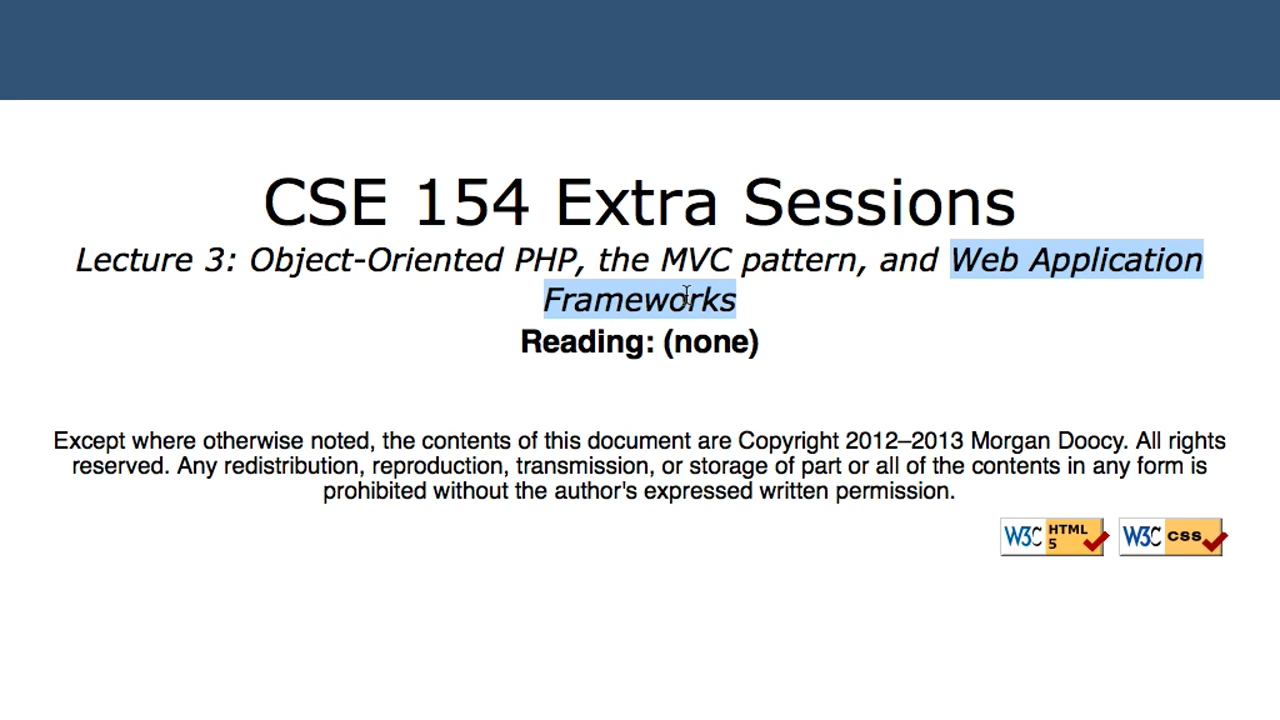 CSE 154 Extra Sessions
Lecture 3: Object-Oriented PHP, the MVC pattern, and Web Application
Frameworks
Reading: (none)
Except where otherwise noted, the contents of this document are Copyright 2012–2013 Morgan Doocy. All rights
reserved. Any redistribution, reproduction, transmission, or storage of part or all of the contents in any form is
prohibited without the author's expressed written permission.
W3C HTML 5 W3C css